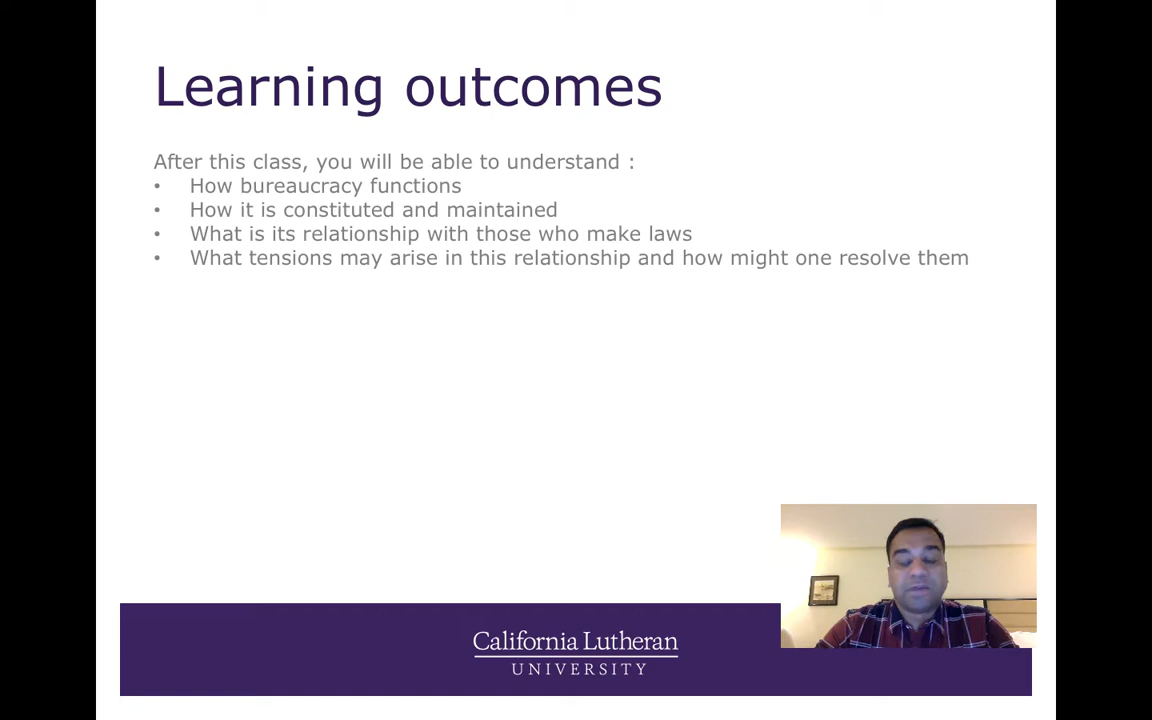 Learning outcomes
After this class, you will be able to understand :
• How bureaucracy functions
• How it is constituted and maintained
• What is its relationship with those who make laws
• What tensions may arise in this relationship and how might one resolve them
California Lutheran
UNIVERSITY